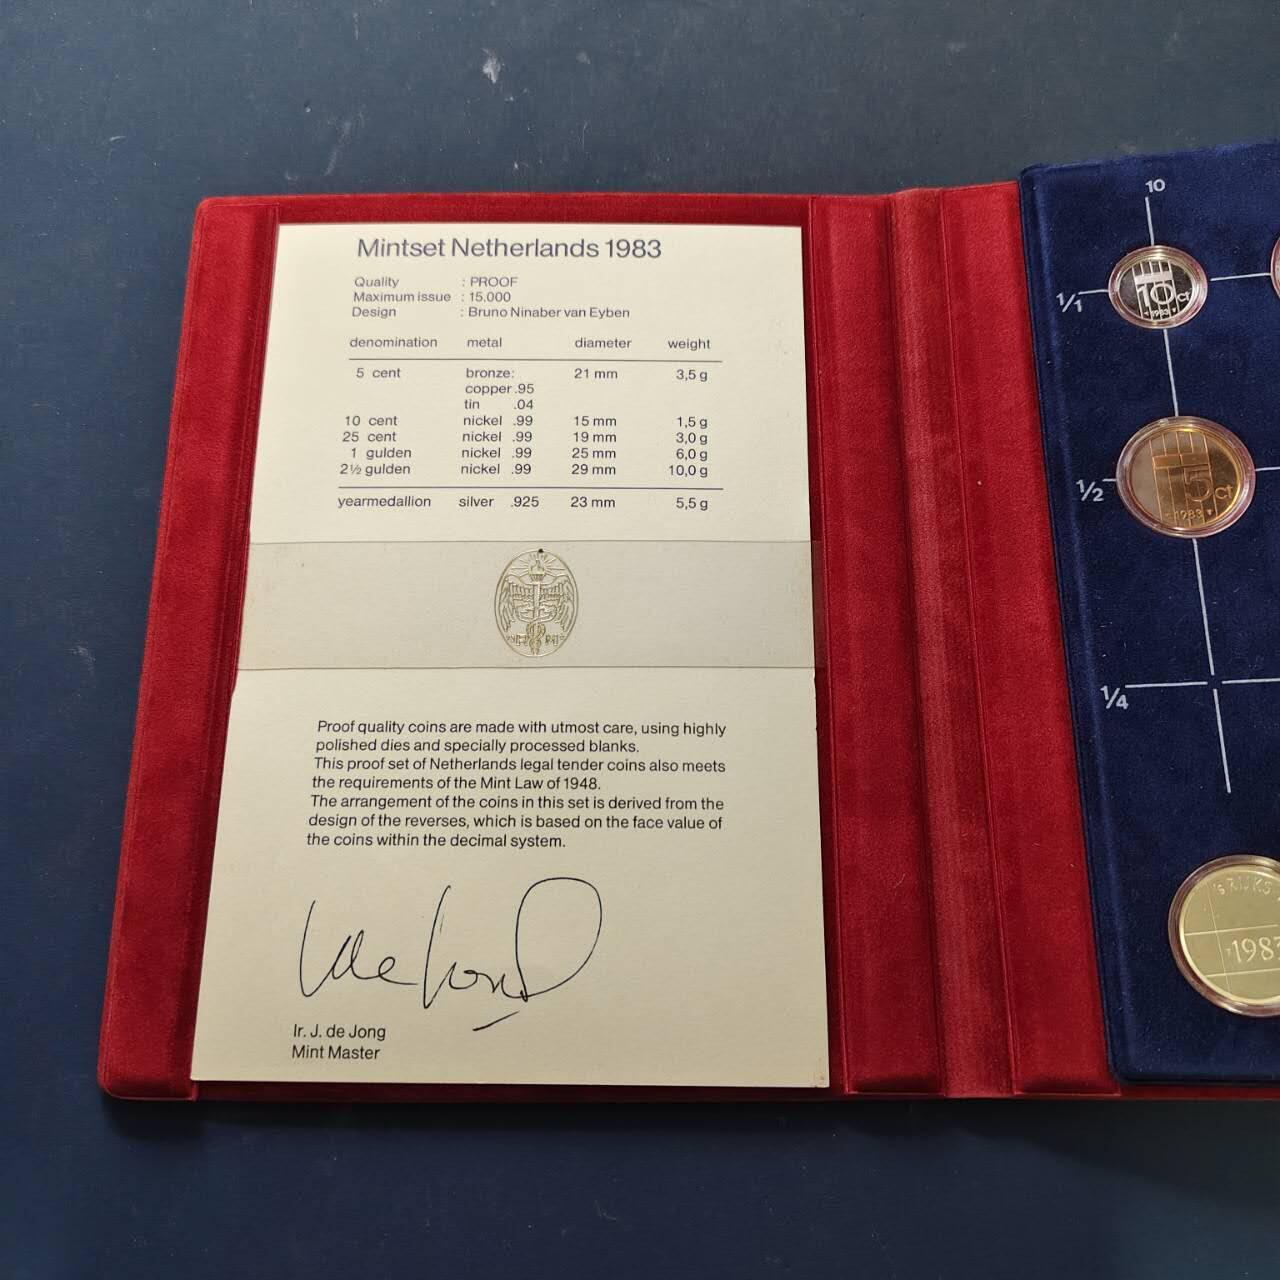 Mintset Netherlands 1983
Quality : PROOF
Maximum issue : 15.000
Design : Bruno Ninaber van Eyben
denomination metal diameter weight
5 cent bronze: 21 mm 3,5 g
copper .95
tin .04
10 cent nickel .99 15 mm 1,5 g
25 cent nickel .99 19 mm 3,0 g
1 gulden nickel .99 25 mm 6,0 g
2½ gulden nickel .99 29 mm 10,0 g
yearmedallion silver .925 23 mm 5,5 g
Proof quality coins are made with utmost care, using highly
polished dies and specially processed blanks.
This proof set of Netherlands legal tender coins also meets
the requirements of the Mint Law of 1948.
The arrangement of the coins in this set is derived from the
design of the reverses, which is based on the face value of
the coins within the decimal system.
Ir. J. de Jong
Mint Master
10
1/1
10 ct
1983
1/2
5 ct
1983
1/4
'S RIJKS
1983